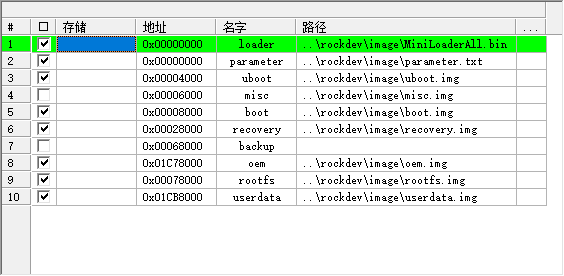 # 存储 地址 名字 路径 ...
1 0x00000000 loader ..\rockdev\image\MiniLoaderAll.bin
2 0x00000000 parameter ..\rockdev\image\parameter.txt
3 0x00004000 uboot ..\rockdev\image\uboot.img
4 0x00006000 misc ..\rockdev\image\misc.img
5 0x00008000 boot ..\rockdev\image\boot.img
6 0x00028000 recovery ..\rockdev\image\recovery.img
7 0x00068000 backup
8 0x01C78000 oem ..\rockdev\image\oem.img
9 0x00078000 rootfs ..\rockdev\image\rootfs.img
10 0x01CB8000 userdata ..\rockdev\image\userdata.img